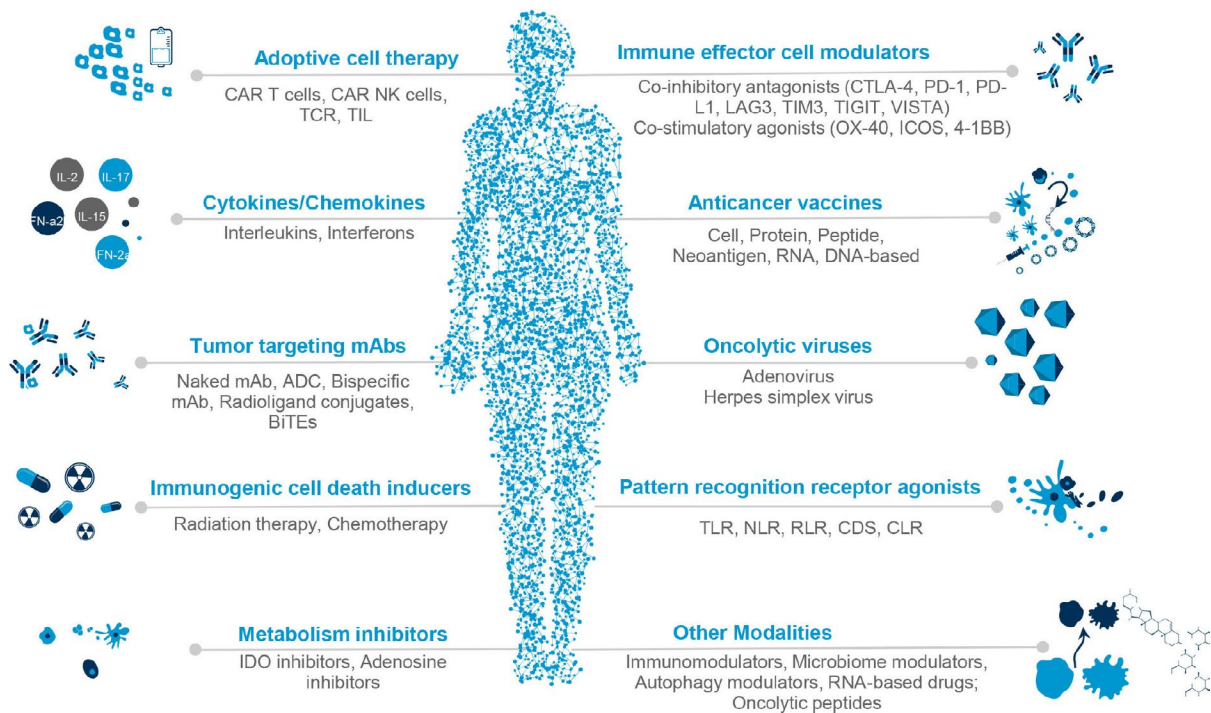 Adoptive cell therapy
CAR T cells, CAR NK cells,
TCR, TIL
Immune effector cell modulators
Co-inhibitory antagonists (CTLA-4, PD-1, PD-
L1, LAG3, TIM3, TIGIT, VISTA)
Co-stimulatory agonists (OX-40, ICOS, 4-1BB)
IL-2
IL-17
FN-a2
IL-15
FN-2a
Cytokines/Chemokines
Interleukins, Interferons
Anticancer vaccines
Cell, Protein, Peptide,
Neoantigen, RNA, DNA-based
Tumor targeting mAbs
Naked mAb, ADC, Bispecific
mAb, Radioligand conjugates,
BiTEs
Oncolytic viruses
Adenovirus
Herpes simplex virus
Immunogenic cell death inducers
Radiation therapy, Chemotherapy
Pattern recognition receptor agonists
TLR, NLR, RLR, CDS, CLR
Metabolism inhibitors
IDO inhibitors, Adenosine
inhibitors
Other Modalities
Immunomodulators, Microbiome modulators,
Autophagy modulators, RNA-based drugs;
Oncolytic peptides